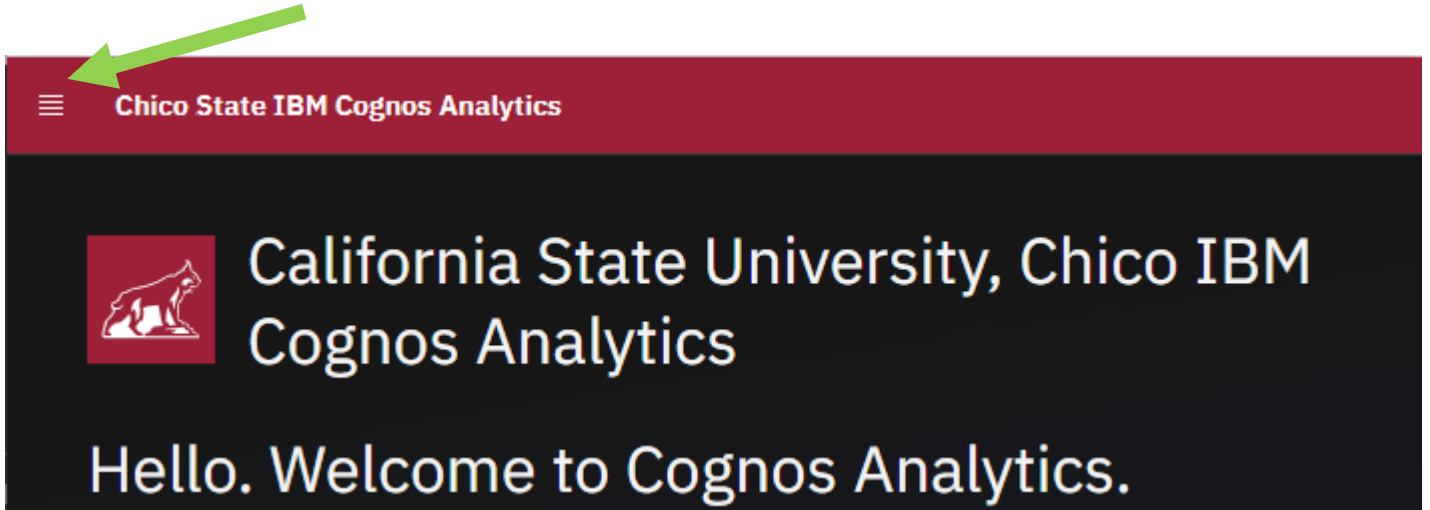 Chico State IBM Cognos Analytics
California State University, Chico IBM
Cognos Analytics
Hello. Welcome to Cognos Analytics.